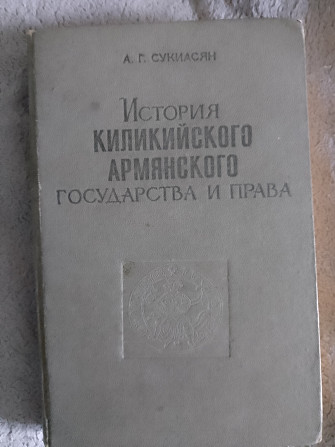 А. Г. СУКИАСЯН
ИСТОРИЯ
КИЛИКИЙСКОГО
АРМЯНСКОГО
ГОСУДАРСТВА И ПРАВА